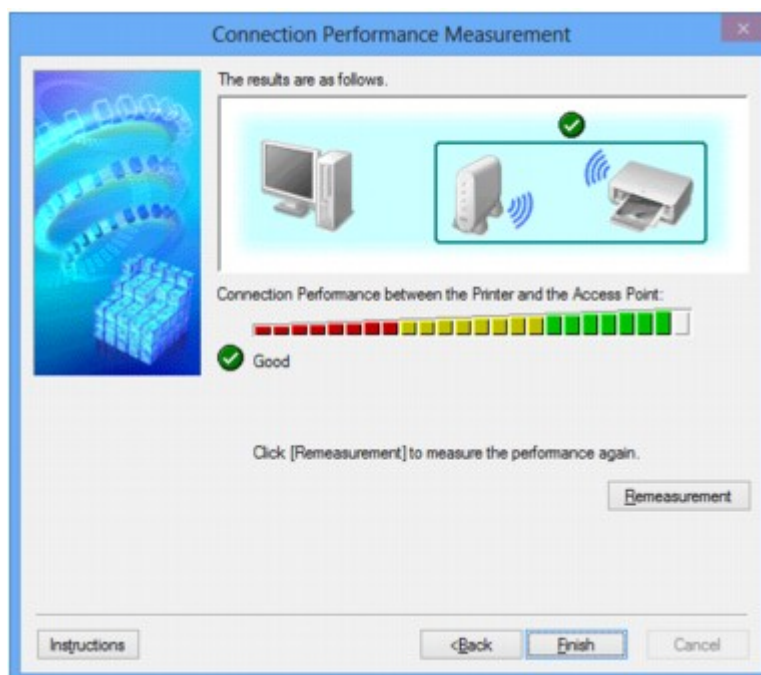 Connection Performance Measurement
The results are as follows.
Connection Performance between the Printer and the Access Point:
Good
Click [Remeasurement] to measure the performance again.
Remeasurement
Instructions
<Back
Finish
Cancel